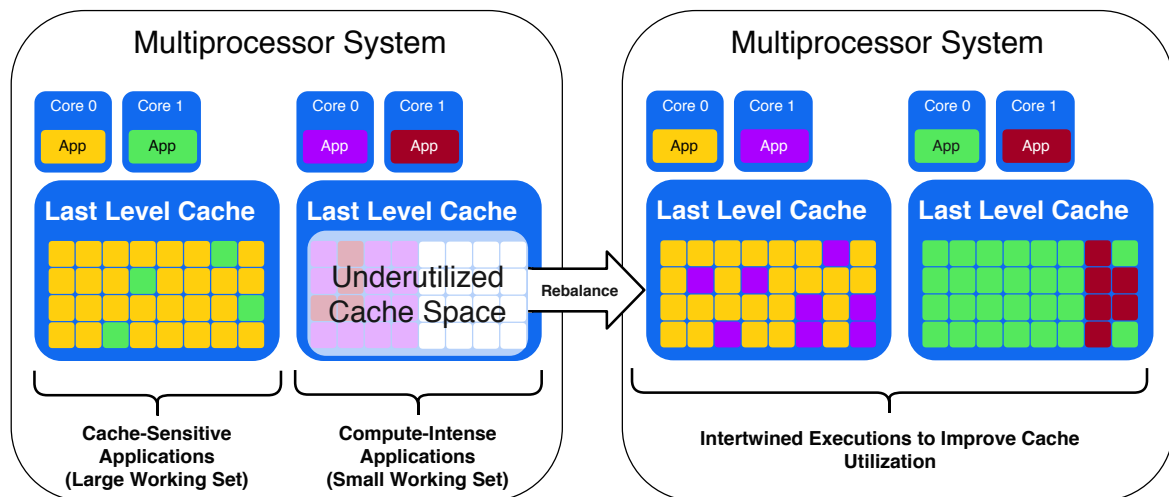 Multiprocessor System
Core 0
App
Core 1
App
Core 0
App
Core 1
App
Last Level Cache
Last Level Cache
Underutilized
Cache Space
Cache-Sensitive
Applications
(Large Working Set)
Compute-Intense
Applications
(Small Working Set)
Rebalance
Multiprocessor System
Core 0
App
Core 1
App
Core 0
App
Core 1
App
Last Level Cache
Last Level Cache
Intertwined Executions to Improve Cache
Utilization